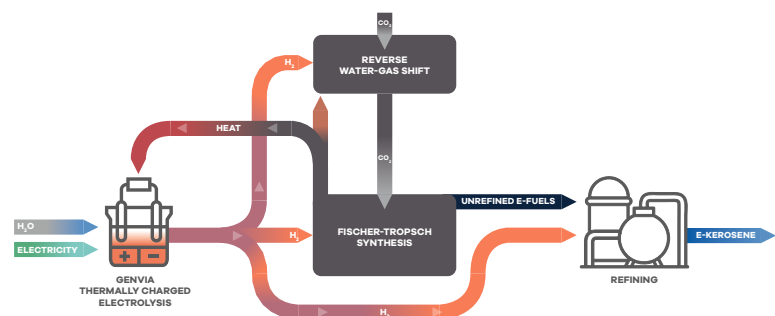 CO₂
REVERSE
WATER-GAS SHIFT
H₂
HEAT
CO₂
H₂O
ELECTRICITY
H₂
FISCHER-TROPSCH
SYNTHESIS
UNREFINED E-FUELS
E-KEROSENE
GENVIA
THERMALLY CHARGED
ELECTROLYSIS
REFINING
H₂